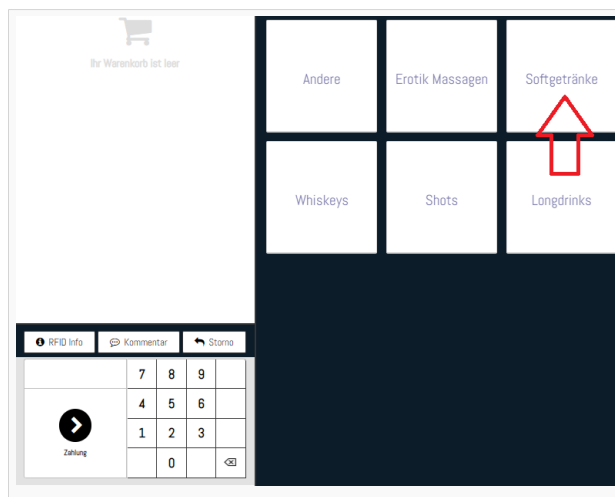 Ihr Warenkorb ist leer
Andere
Erotik Massagen
Softgetränke
Whiskeys
Shots
Longdrinks
RFID Info
Kommentar
Storno
7 8 9
4 5 6
1 2 3
0
Zahlung